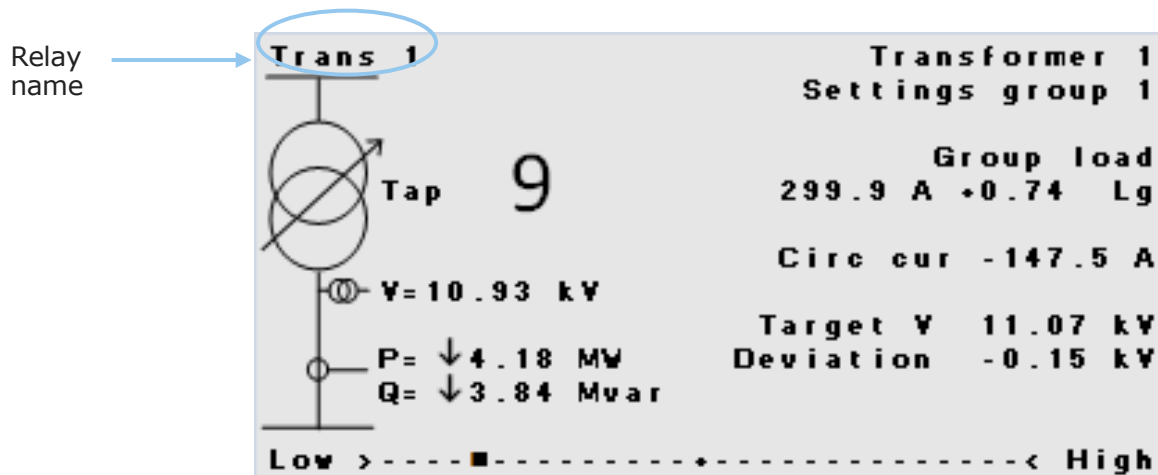 Relay
name
Trans 1
Transformer 1
Settings group 1
Group load
Tap 9
299.9 A +0.74 Lg
Circ cur -147.5 A
V=10.93 kV
Target V 11.07 kV
P= ↓4.18 MW
Deviation -0.15 kV
Q= ↓3.84 Mvar
Low >----■----------+---------------< High